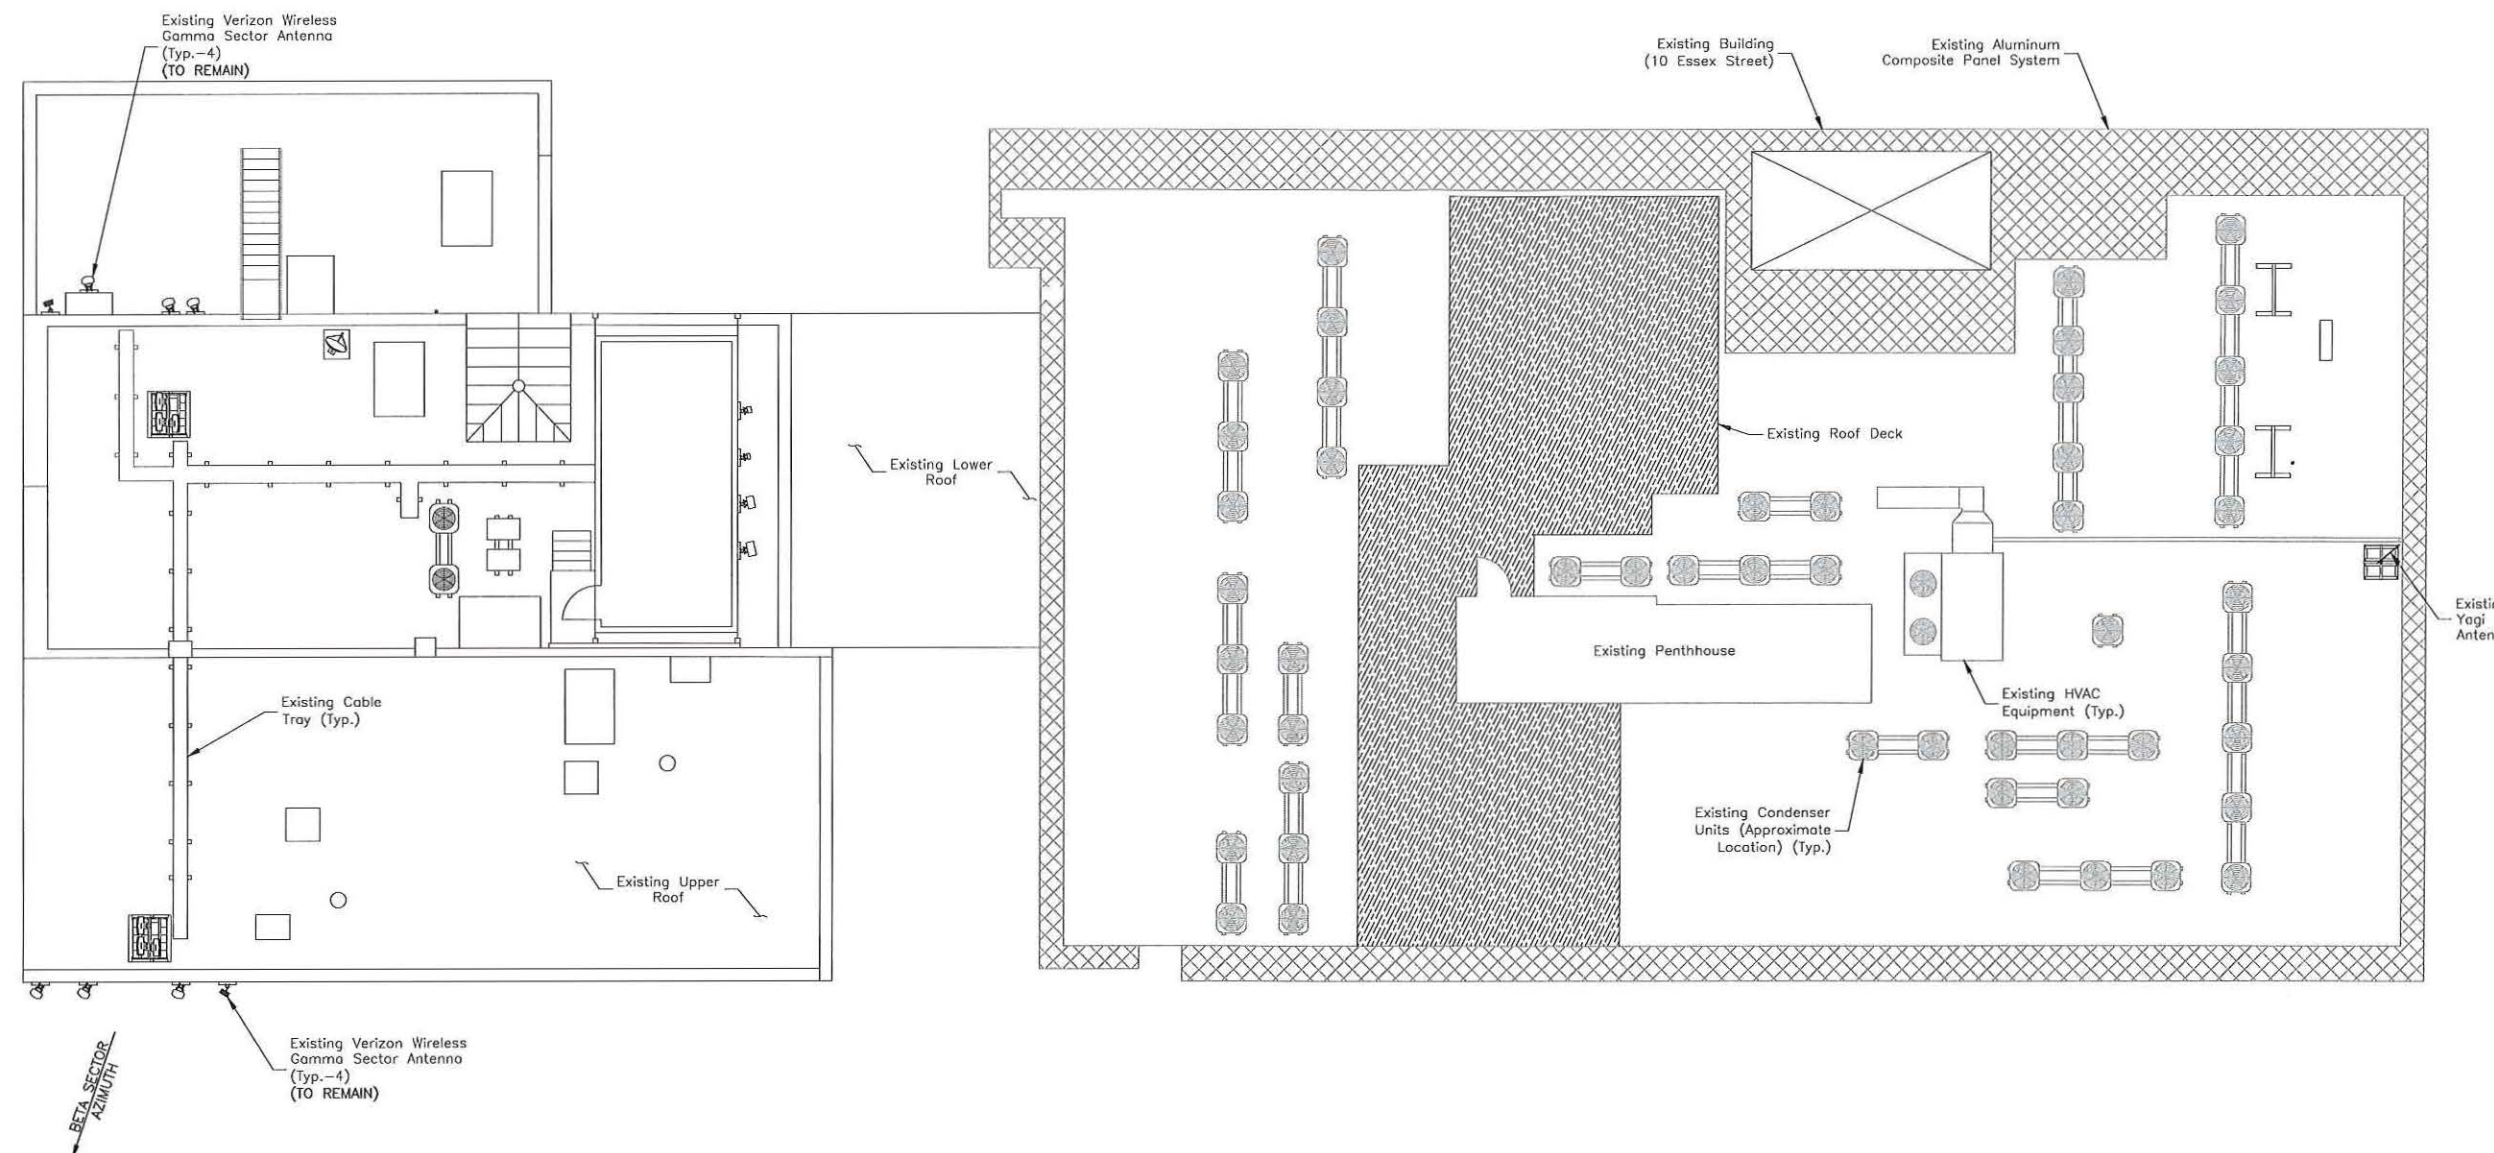 Existing Verizon Wireless
Gamma Sector Antenna
(Typ.-4)
(TO REMAIN)
Existing Building
(10 Essex Street)
Existing Aluminum
Composite Panel System
Existing Roof Deck
Existing Lower
Roof
Existing Penthhouse
Yagi
Existing HVAC
Equipment (Typ.)
Existing Cable
Tray (Typ.)
Existing Condenser
Units (Approximate
Location) (Typ.)
Existing Upper
Roof
Existing Verizon Wireless
Gamma Sector Antenna
(Typ.-4)
(TO REMAIN)
BETA SECTOR
AZIMUTH